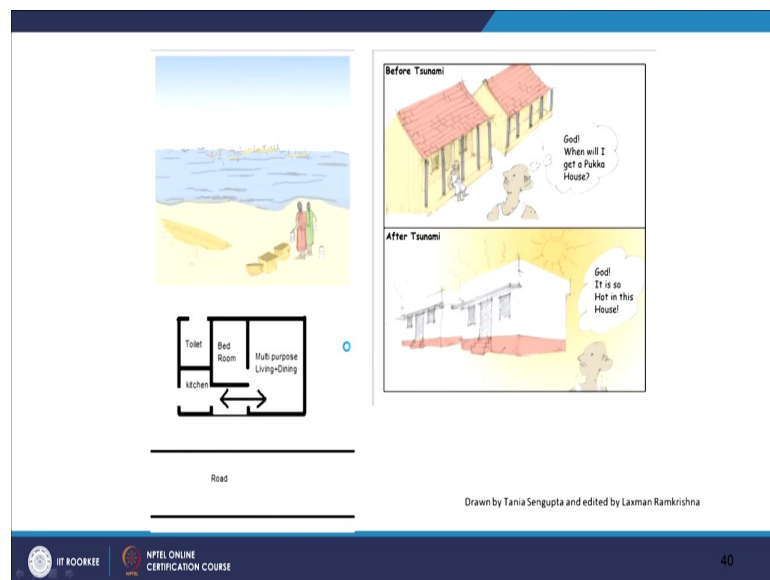 Toilet
Bed
Room
Multi purpose
Living+Dining
kitchen
Road
Before Tsunami
God!
When will I
get a Pukka
House?
After Tsunami
God!
It is so
Hot in this
House!
Drawn by Tania Sengupta and edited by Laxman Ramkrishna
IIT ROORKEE
NPTEL ONLINE
CERTIFICATION COURSE
40